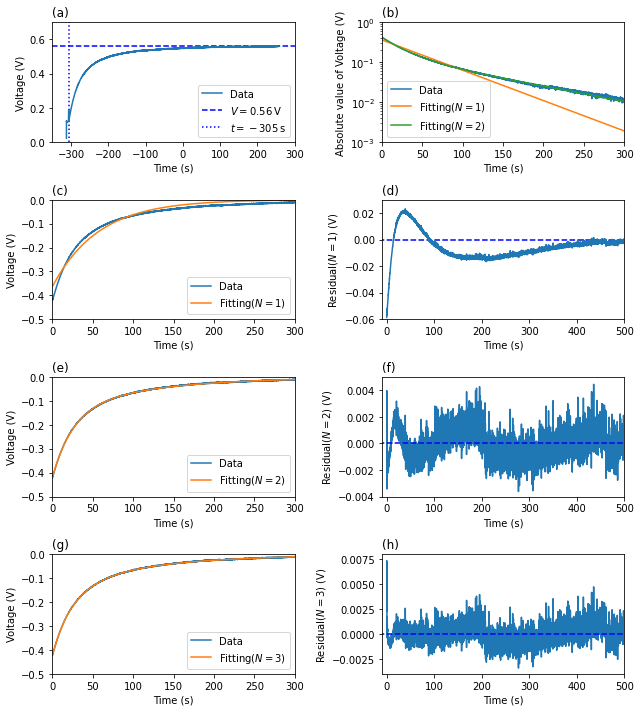 (a)
Voltage (V)
0.6
0.4
0.2
0.0
Data
V = 0.56 V
t = −305 s
−300 −200 −100 0 100 200 300
Time (s)
(b)
Absolute value of Voltage (V)
10⁰
10⁻¹
10⁻²
10⁻³
Data
Fitting(N = 1)
Fitting(N = 2)
0 50 100 150 200 250 300
Time (s)
(c)
Voltage (V)
0.0
−0.1
−0.2
−0.3
−0.4
−0.5
Data
Fitting(N = 1)
0 50 100 150 200 250 300
Time (s)
(d)
Residual(N = 1) (V)
0.02
0.00
−0.02
−0.04
−0.06
0 100 200 300 400 500
Time (s)
(e)
Voltage (V)
0.0
−0.1
−0.2
−0.3
−0.4
−0.5
Data
Fitting(N = 2)
0 50 100 150 200 250 300
Time (s)
(f)
Residual(N = 2) (V)
0.004
0.002
0.000
−0.002
−0.004
0 100 200 300 400 500
Time (s)
(g)
Voltage (V)
0.0
−0.1
−0.2
−0.3
−0.4
−0.5
Data
Fitting(N = 3)
0 50 100 150 200 250 300
Time (s)
(h)
Residual(N = 3) (V)
0.0075
0.0050
0.0025
0.0000
−0.0025
0 100 200 300 400 500
Time (s)